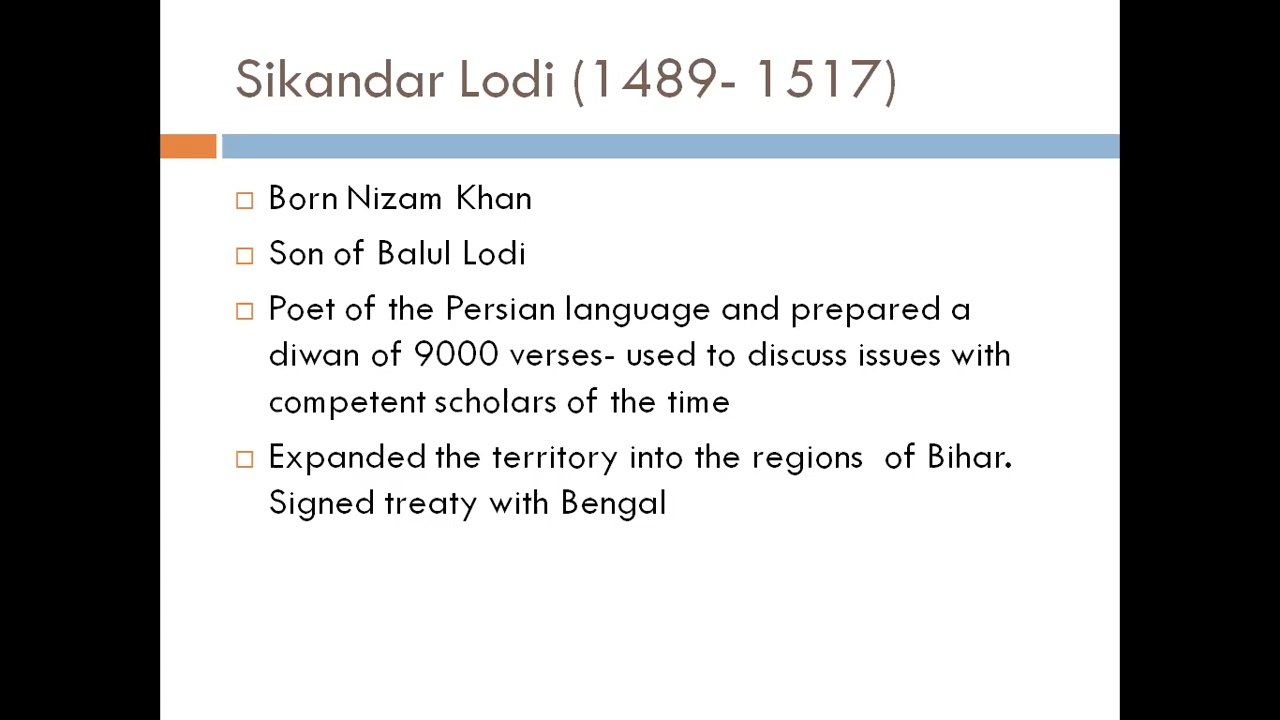 Sikandar Lodi (1489- 1517)
Born Nizam Khan
Son of Balul Lodi
Poet of the Persian language and prepared a
diwan of 9000 verses- used to discuss issues with
competent scholars of the time
Expanded the territory into the regions  of Bihar.
Signed treaty with Bengal